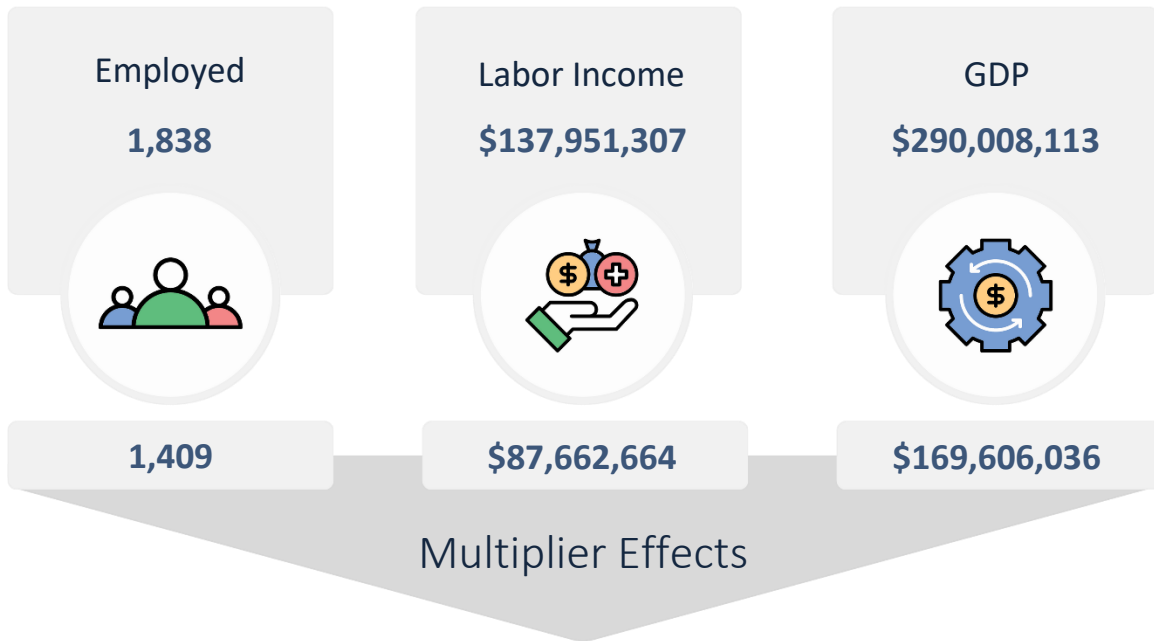 Employed
1,838
Labor Income
$137,951,307
GDP
$290,008,113
$
$
1,409
$87,662,664
$169,606,036
Multiplier Effects